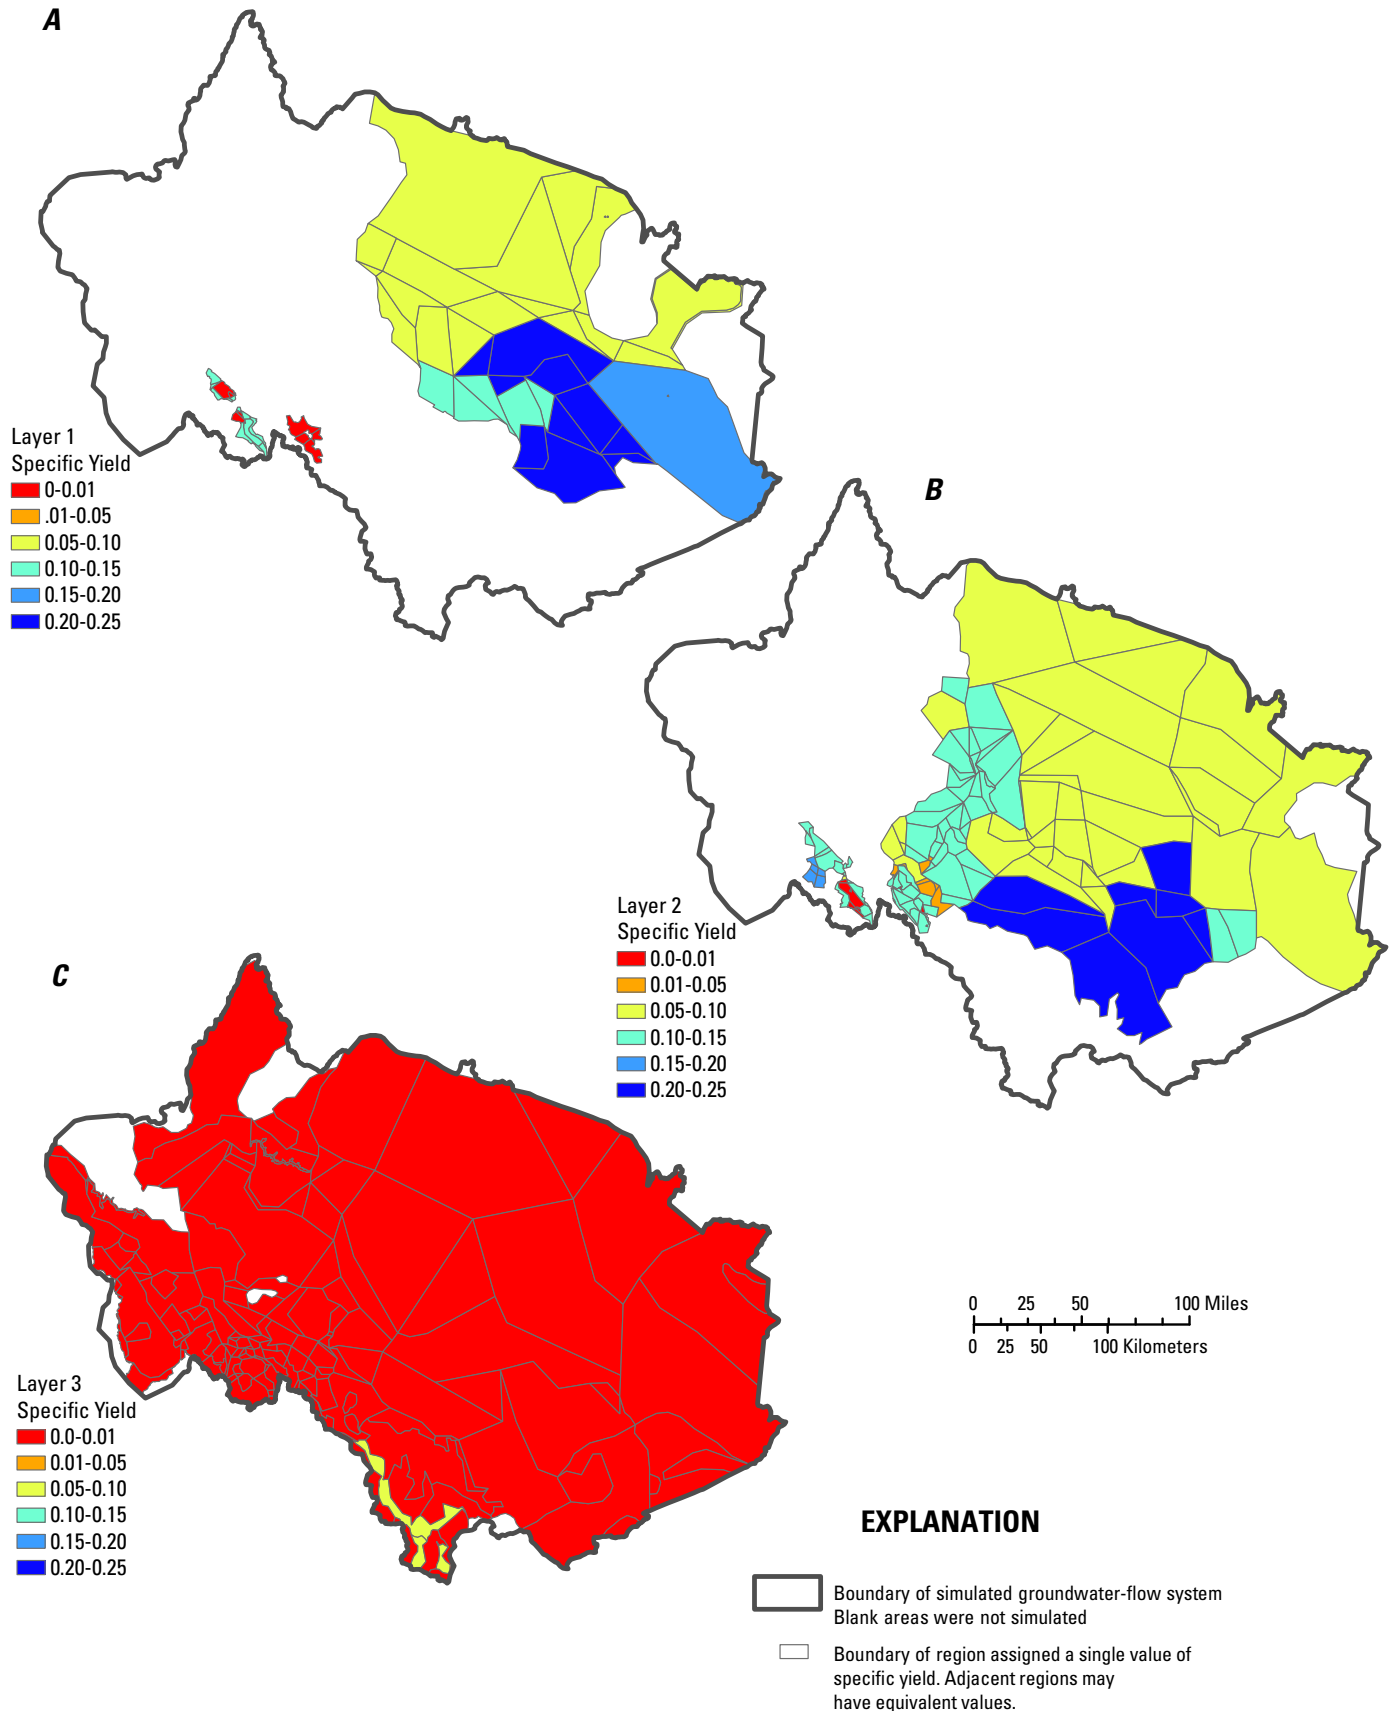 A
Layer 1
Specific Yield
0-0.01
.01-0.05
0.05-0.10
0.10-0.15
0.15-0.20
0.20-0.25
B
Layer 2
Specific Yield
0.0-0.01
0.01-0.05
0.05-0.10
0.10-0.15
0.15-0.20
0.20-0.25
C
Layer 3
Specific Yield
0.0-0.01
0.01-0.05
0.05-0.10
0.10-0.15
0.15-0.20
0.20-0.25
0 25 50 100 Miles
0 25 50 100 Kilometers
EXPLANATION
Boundary of simulated groundwater-flow system
Blank areas were not simulated
Boundary of region assigned a single value of
specific yield. Adjacent regions may
have equivalent values.